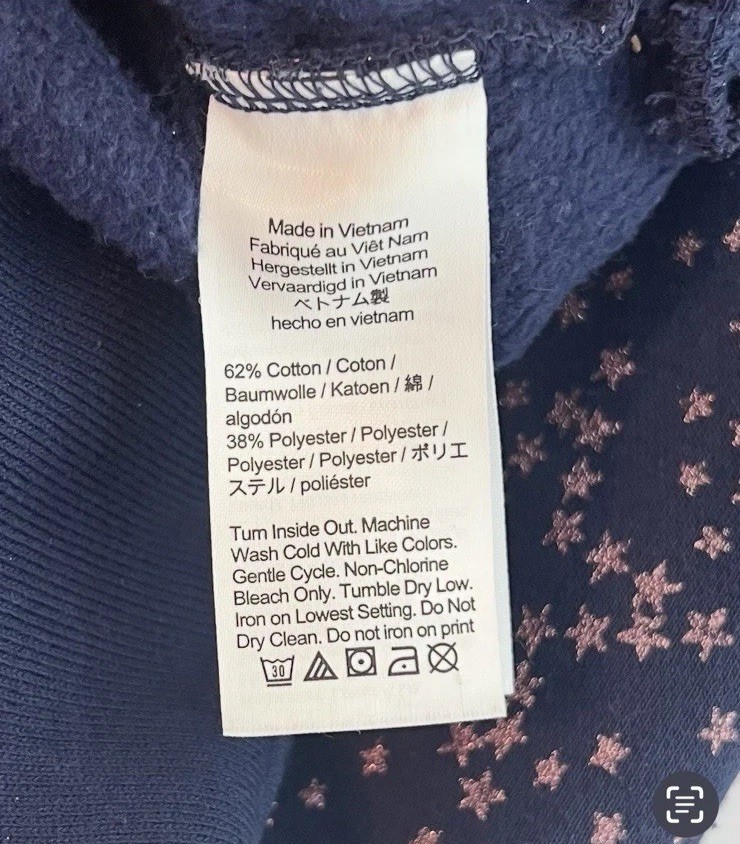 Made in Vietnam
Fabriqué au Viêt Nam
Hergestellt in Vietnam
Vervaardigd in Vietnam
ベトナム製
hecho en vietnam
62% Cotton / Coton /
Baumwolle / Katoen / 綿 /
algodón
38% Polyester / Polyester /
Polyester / Polyester / ポリエ
ステル / poliéster
Turn Inside Out. Machine
Wash Cold With Like Colors.
Gentle Cycle. Non-Chlorine
Bleach Only. Tumble Dry Low.
Iron on Lowest Setting. Do Not
Dry Clean. Do not iron on print
30